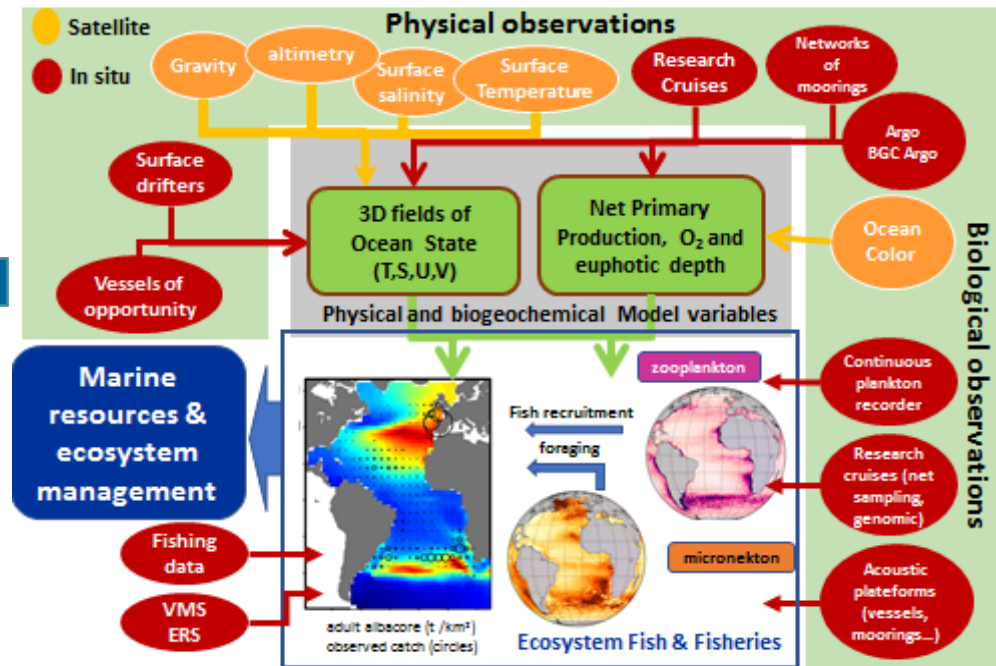 Physical observations
Satellite
In situ
Gravity
altimetry
Surface
salinity
Surface
Temperature
Research
Cruises
Networks
of
moorings
Argo
BGC Argo
Surface
drifters
Vessels of
opportunity
3D fields of
Ocean State
(T,S,U,V)
Net Primary
Production, O₂ and
euphotic depth
Ocean
Color
Physical and biogeochemical Model variables
Biological observations
Marine
resources &
ecosystem
management
zooplankton
Fish recruitment
foraging
micronekton
Continuous
plankton
recorder
Research
cruises (net
sampling,
genomic)
Acoustic
plateforms
(vessels,
moorings...)
Fishing
data
VMS
ERS
adult albacore (t /km²)
observed catch (circles)
Ecosystem Fish & Fisheries